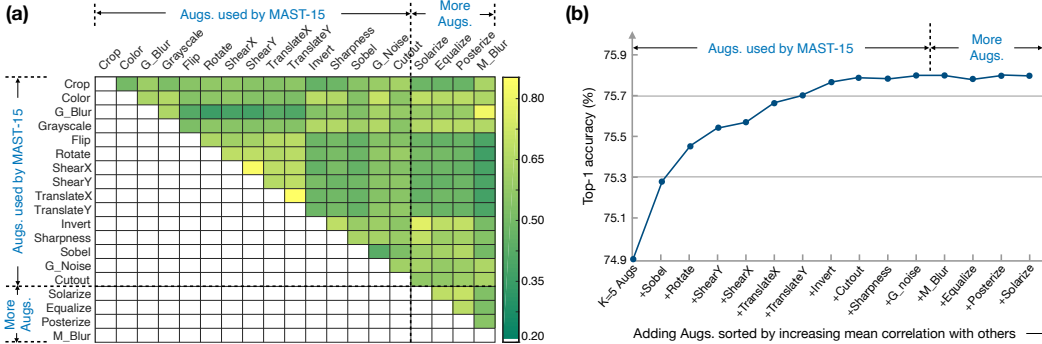 (a)
Augs. used by MAST-15
More
Augs.
Crop
Color
G_Blur
Grayscale
Flip
Rotate
ShearX
ShearY
TranslateX
TranslateY
Invert
Sharpness
Sobel
G_Noise
Cutout
Solarize
Equalize
Posterize
M_Blur
Augs. used by MAST-15
More
Augs.
Crop
Color
G_Blur
Grayscale
Flip
Rotate
ShearX
ShearY
TranslateX
TranslateY
Invert
Sharpness
Sobel
G_Noise
Cutout
Solarize
Equalize
Posterize
M_Blur
0.80
0.65
0.50
0.35
0.20
(b)
Augs. used by MAST-15
More
Augs.
Top-1 accuracy (%)
75.9
75.7
75.5
75.3
75.1
74.9
K=5 Augs
+Sobel
+Rotate
+ShearY
+ShearX
+TranslateX
+TranslateY
+Invert
+Cutout
+Sharpness
+G_noise
+M_Blur
+Equalize
+Posterize
+Solarize
Adding Augs. sorted by increasing mean correlation with others